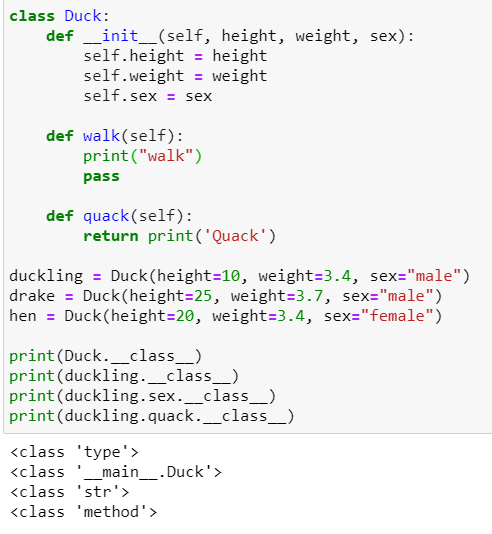 class Duck:
    def __init__(self, height, weight, sex):
        self.height = height
        self.weight = weight
        self.sex = sex

    def walk(self):
        print("walk")
        pass

    def quack(self):
        return print('Quack')

duckling = Duck(height=10, weight=3.4, sex="male")
drake = Duck(height=25, weight=3.7, sex="male")
hen = Duck(height=20, weight=3.4, sex="female")

print(Duck.__class__)
print(duckling.__class__)
print(duckling.sex.__class__)
print(duckling.quack.__class__)

<class 'type'>
<class '__main__.Duck'>
<class 'str'>
<class 'method'>